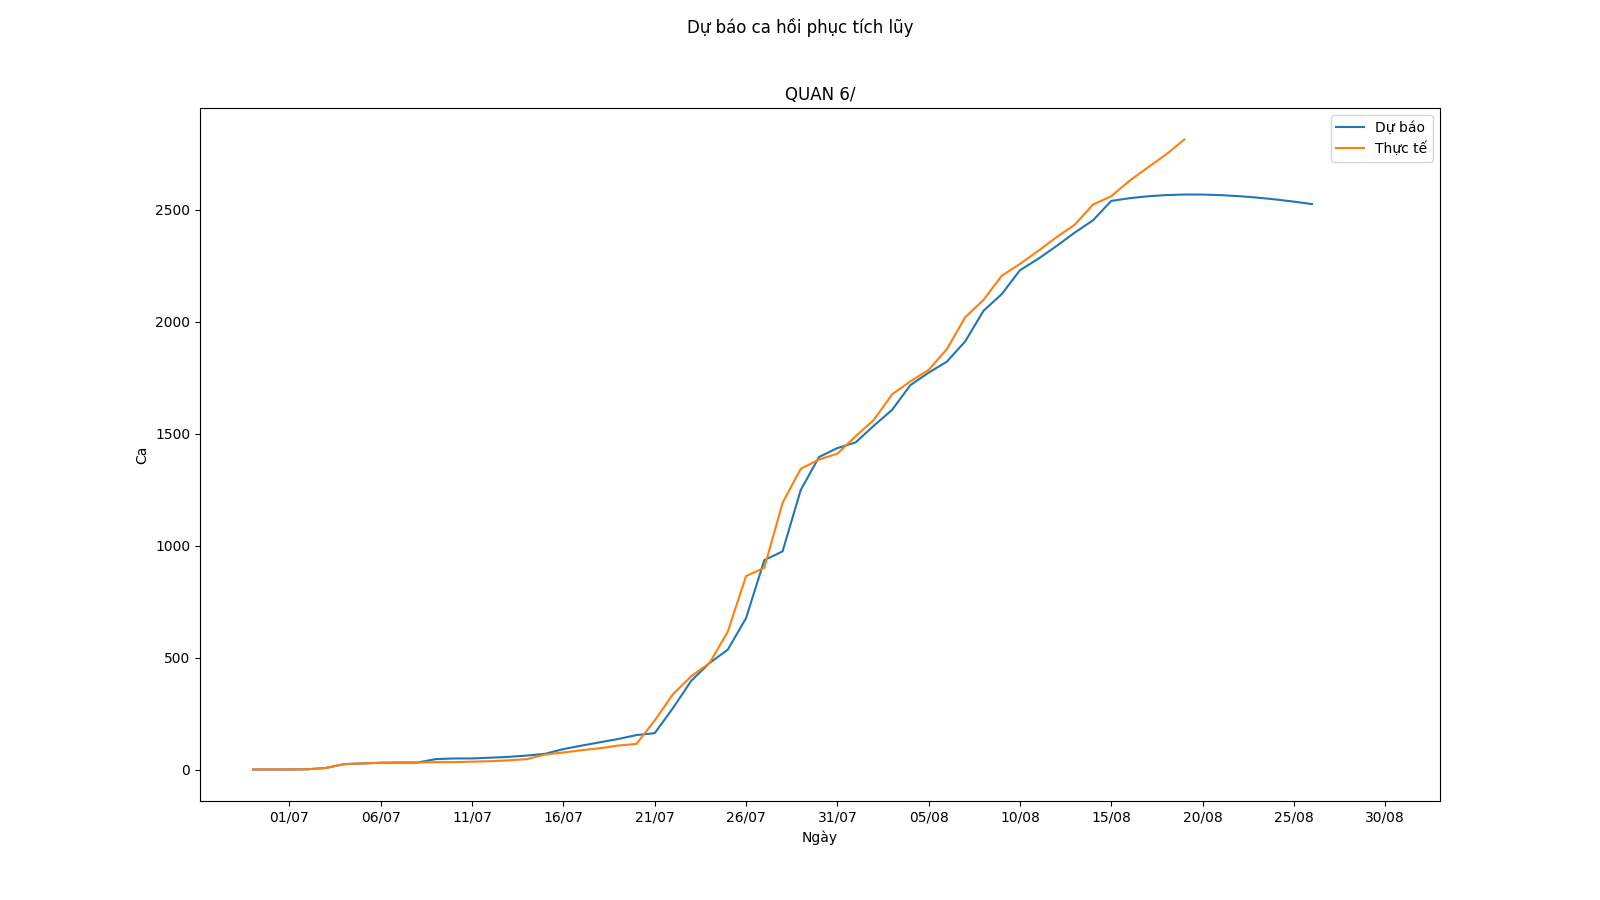 Dự báo ca hồi phục tích lũy
QUAN 6/
Dự báo
Thực tế
2500
2000
1500
1000
500
0
Ca
01/07 06/07 11/07 16/07 21/07 26/07 31/07 05/08 10/08 15/08 20/08 25/08 30/08
Ngày